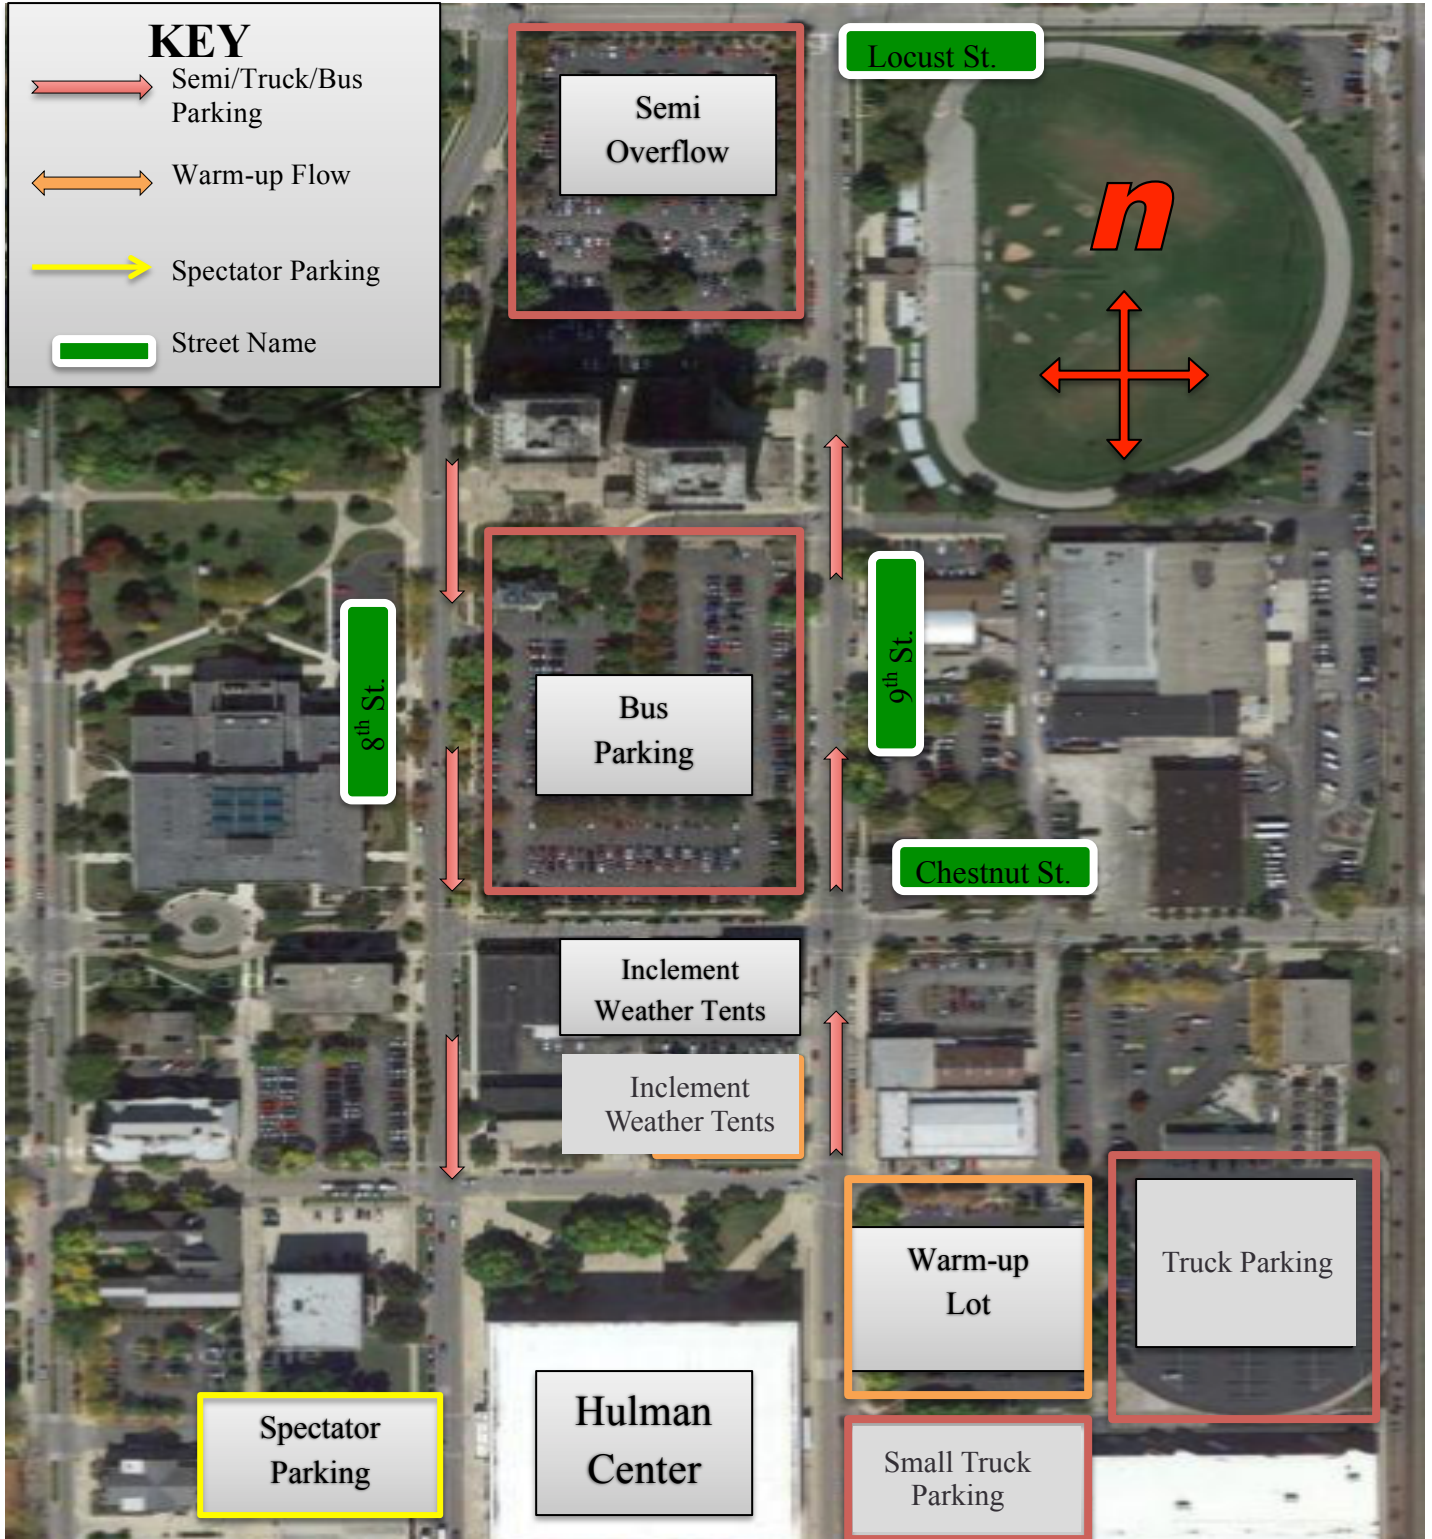 KEY
Semi/Truck/Bus
Parking
Warm-up Flow
Spectator Parking
Street Name
Semi
Overflow
Locust St.
n
8th St.
Bus
Parking
9th St.
Chestnut St.
Inclement
Weather Tents
Inclement
Weather Tents
Warm-up
Lot
Truck Parking
Spectator
Parking
Hulman
Center
Small Truck
Parking